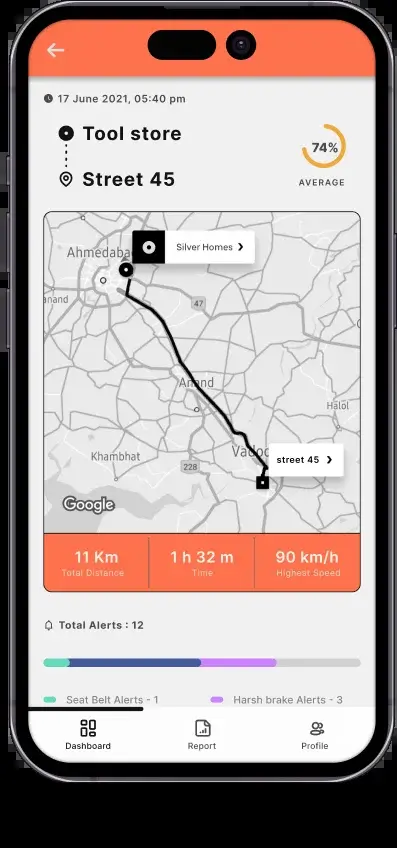 17 June 2021, 05:40 pm
Tool store
Street 45
74%
AVERAGE
Ahmedaba
Silver Homes
anand
47
Anand
Halol
Vadoc
street 45
Khambhat
228
Google
11 Km
1 h 32 m
90 km/h
Total Distance
Time
Highest Speed
Total Alerts : 12
Seat Belt Alerts - 1
Harsh brake Alerts - 3
Dashboard
Report
Profile